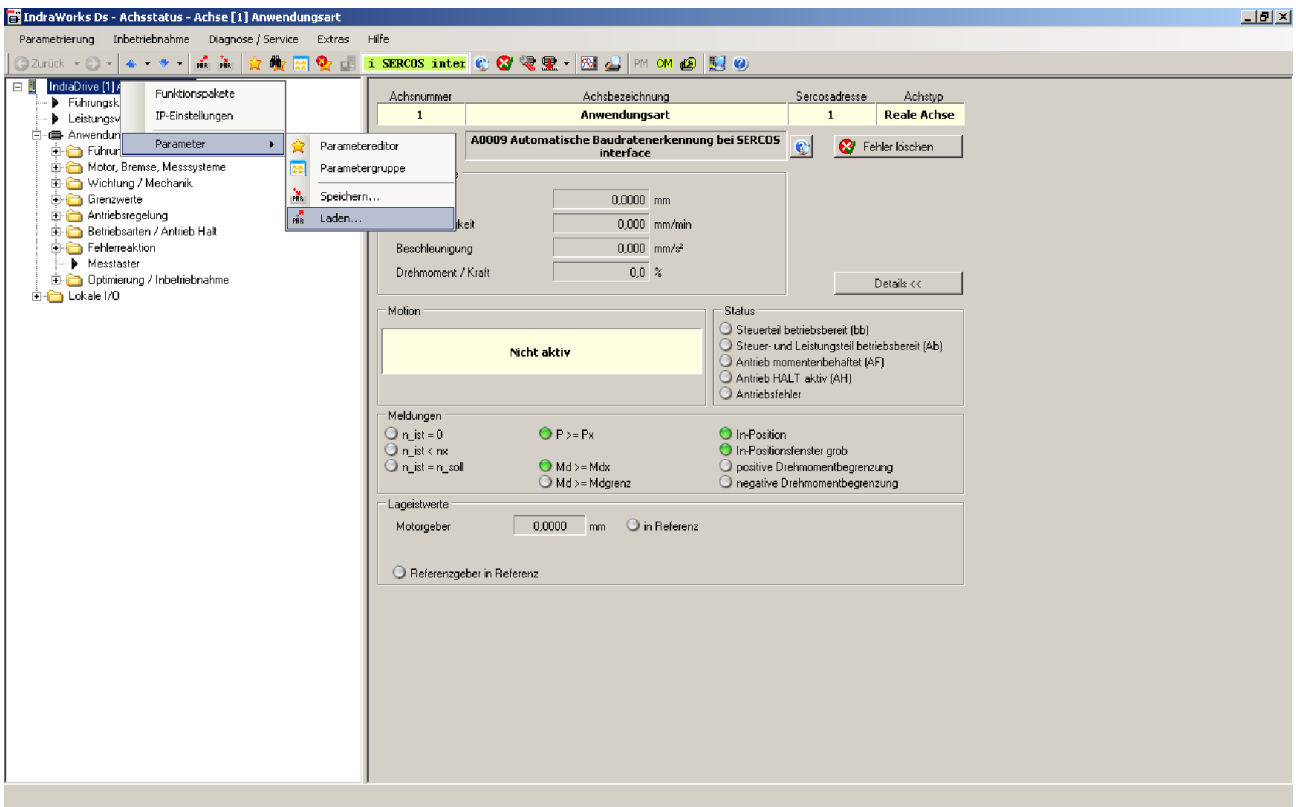 IndraWorks Ds - Achsstatus - Achse [1] Anwendungsart
Parametrierung Inbetriebnahme Diagnose / Service Extras Hilfe
Zurück i SERCOS inter PM OM
IndraDrive [1]
Führungsk
Leistungsv
Anwendun
Führun
Motor, Bremse, Messsysteme
Wichtung / Mechanik
Grenzwerte
Antriebsregelung
Betriebsarten / Antrieb Halt
Fehlerreaktion
Messtaster
Optimierung / Inbetriebnahme
Lokale I/O
Funktionspakete
IP-Einstellungen
Parameter
Parametereditor
Parametergruppe
Speichern...
Laden...
Achsnummer Achsbezeichnung Sercosadresse Achstyp
1 Anwendungsart 1 Reale Achse
A0009 Automatische Baudratenerkennung bei SERCOS
interface
Fehler löschen
0,0000 mm
keit 0,000 mm/min
Beschleunigung 0,000 mm/s²
Drehmoment / Kraft 0,0 %
Details <<
Motion
Nicht aktiv
Status
Steuerteil betriebsbereit (bb)
Steuer- und Leistungsteil betriebsbereit (Ab)
Antrieb momentenbehaftet (AF)
Antrieb HALT aktiv (AH)
Antriebsfehler
Meldungen
n_ist = 0 P >= Px In-Position
n_ist < nx In-Positionsfenster grob
n_ist = n_soll Md >= Mdx positive Drehmomentbegrenzung
Md >= Mdgrenz negative Drehmomentbegrenzung
Lageistwerte
Motorgeber 0,0000 mm in Referenz
Referenzgeber in Referenz